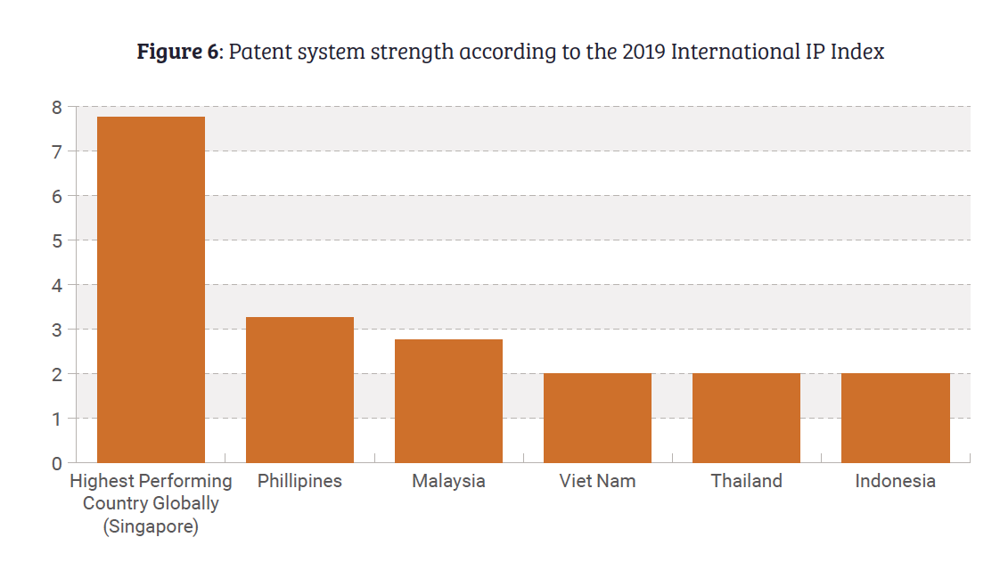 Figure 6: Patent system strength according to the 2019 International IP Index
8
7
6
5
4
3
2
1
0
Highest Performing
Country Globally
(Singapore)
Phillipines
Malaysia
Viet Nam
Thailand
Indonesia